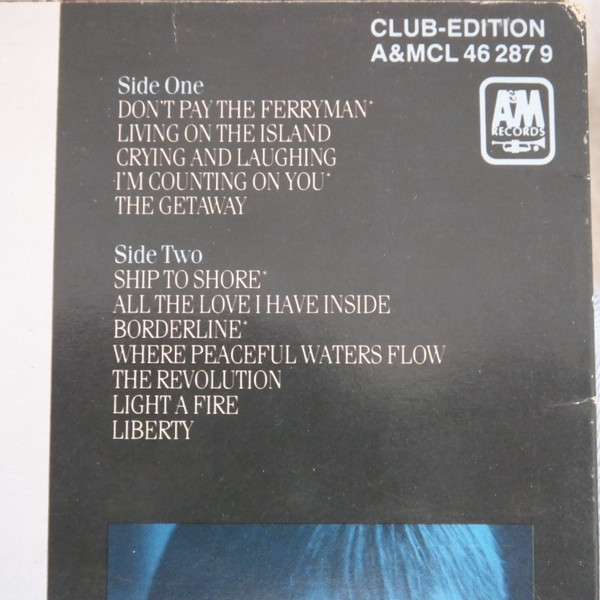 CLUB-EDITION
A&MCL 46 287 9
A&M
RECORDS
Side One
DON'T PAY THE FERRYMAN*
LIVING ON THE ISLAND
CRYING AND LAUGHING
I'M COUNTING ON YOU*
THE GETAWAY
Side Two
SHIP TO SHORE*
ALL THE LOVE I HAVE INSIDE
BORDERLINE*
WHERE PEACEFUL WATERS FLOW
THE REVOLUTION
LIGHT A FIRE
LIBERTY